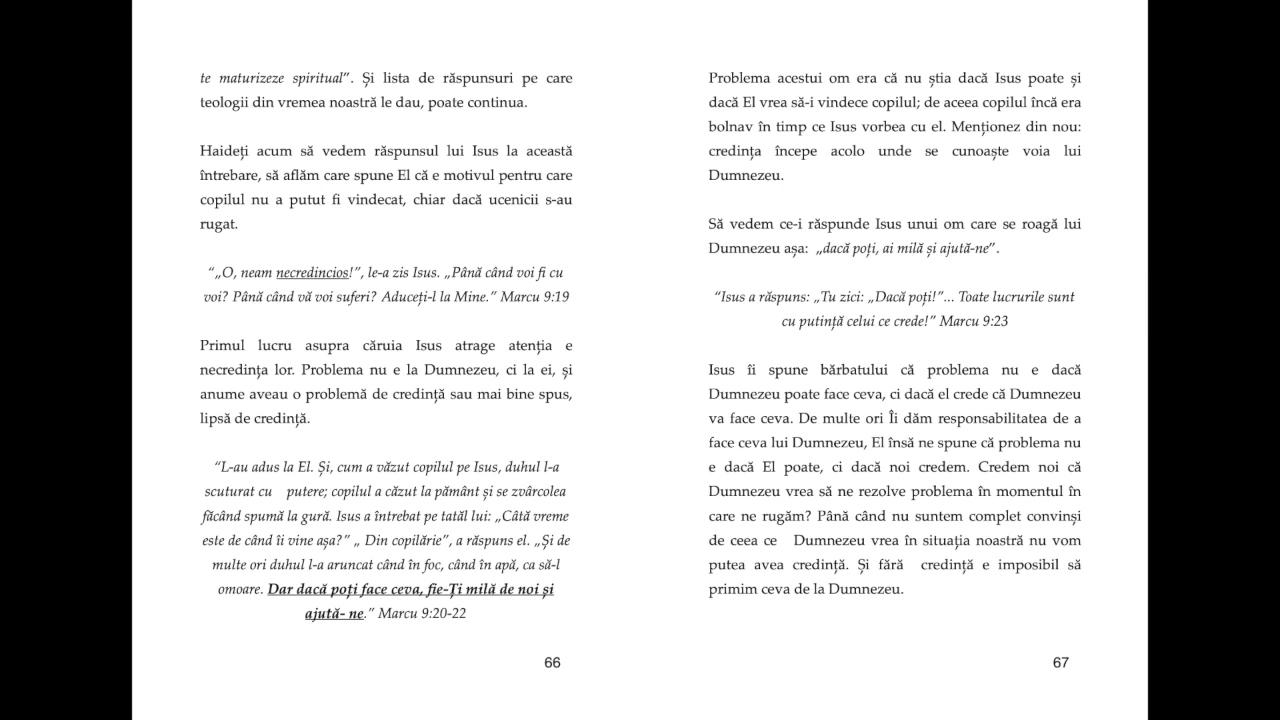 te maturizeze spiritual”. Și lista de răspunsuri pe care
teologii din vremea noastră le dau, poate continua.
Haideți acum să vedem răspunsul lui Isus la această
întrebare, să aflăm care spune El că e motivul pentru care
copilul nu a putut fi vindecat, chiar dacă ucenicii s-au
rugat.
“„O, neam necredincios!”, le-a zis Isus. „Până când voi fi cu
voi? Până când vă voi suferi? Aduceți-l la Mine.” Marcu 9:19
Primul lucru asupra căruia Isus atrage atenția e
necredința lor. Problema nu e la Dumnezeu, ci la ei, și
anume aveau o problemă de credință sau mai bine spus,
lipsă de credință.
“L-au adus la El. Și, cum a văzut copilul pe Isus, duhul l-a
scuturat cu putere; copilul a căzut la pământ și se zvârcolea
făcând spumă la gură. Isus a întrebat pe tatăl lui: „Câtă vreme
este de când îi vine așa?” „ Din copilărie”, a răspuns el. „Și de
multe ori duhul l-a aruncat când în foc, când în apă, ca să-l
omoare. Dar dacă poți face ceva, fie-Ți milă de noi și
ajută- ne.” Marcu 9:20-22
66
Problema acestui om era că nu știa dacă Isus poate și
dacă El vrea să-i vindece copilul; de aceea copilul încă era
bolnav în timp ce Isus vorbea cu el. Menționez din nou:
credința începe acolo unde se cunoaște voia lui
Dumnezeu.
Să vedem ce-i răspunde Isus unui om care se roagă lui
Dumnezeu așa: „dacă poți, ai milă și ajută-ne”.
“Isus a răspuns: „Tu zici: „Dacă poți!”... Toate lucrurile sunt
cu putință celui ce crede!” Marcu 9:23
Isus îi spune bărbatului că problema nu e dacă
Dumnezeu poate face ceva, ci dacă el crede că Dumnezeu
va face ceva. De multe ori Îi dăm responsabilitatea de a
face ceva lui Dumnezeu, El însă ne spune că problema nu
e dacă El poate, ci dacă noi credem. Credem noi că
Dumnezeu vrea să ne rezolve problema în momentul în
care ne rugăm? Până când nu suntem complet convinși
de ceea ce Dumnezeu vrea în situația noastră nu vom
putea avea credință. Și fără credință e imposibil să
primim ceva de la Dumnezeu.
67